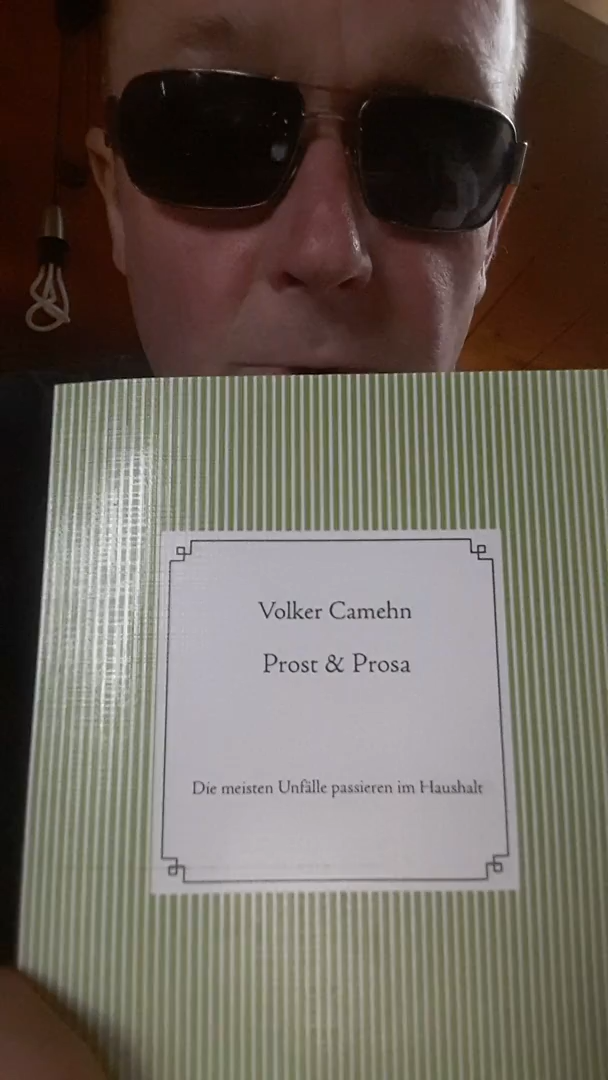 Volker Camehn
Prost & Prosa
Die meisten Unfälle passieren im Haushalt